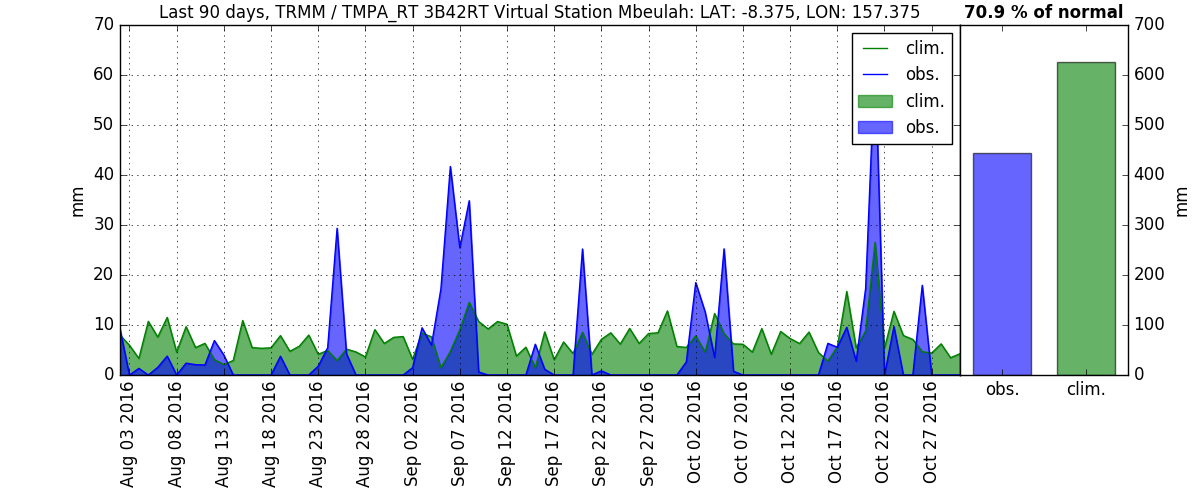 Last 90 days, TRMM / TMPA_RT 3B42RT Virtual Station Mbeulah: LAT: -8.375, LON: 157.375
70.9 % of normal
70
60
50
40
30
20
10
0
mm
clim.
obs.
clim.
obs.
700
600
500
400
300
200
100
0
mm
Aug 03 2016
Aug 08 2016
Aug 13 2016
Aug 18 2016
Aug 23 2016
Aug 28 2016
Sep 02 2016
Sep 07 2016
Sep 12 2016
Sep 17 2016
Sep 22 2016
Sep 27 2016
Oct 02 2016
Oct 07 2016
Oct 12 2016
Oct 17 2016
Oct 22 2016
Oct 27 2016
obs.
clim.